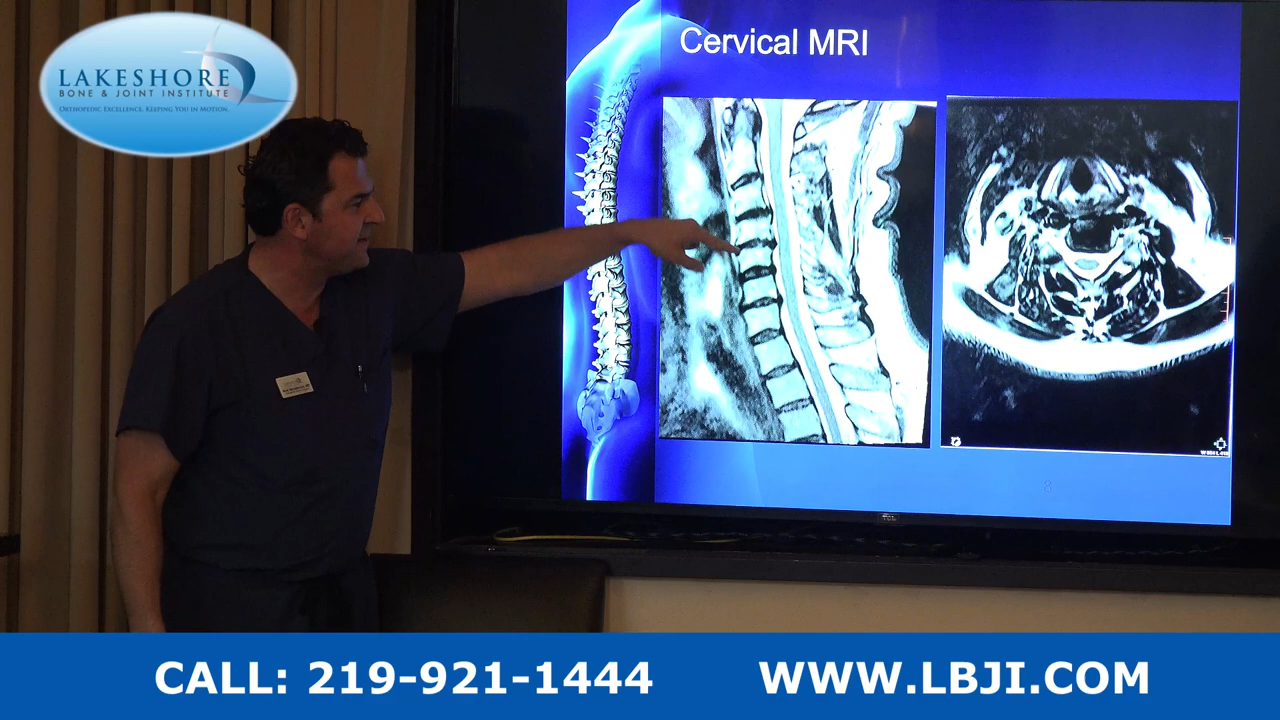 LAKESHORE
BONE & JOINT INSTITUTE
ORTHOPEDIC EXCELLENCE. KEEPING YOU IN MOTION.
Cervical MRI
TCL
CALL: 219-921-1444
WWW.LBJI.COM